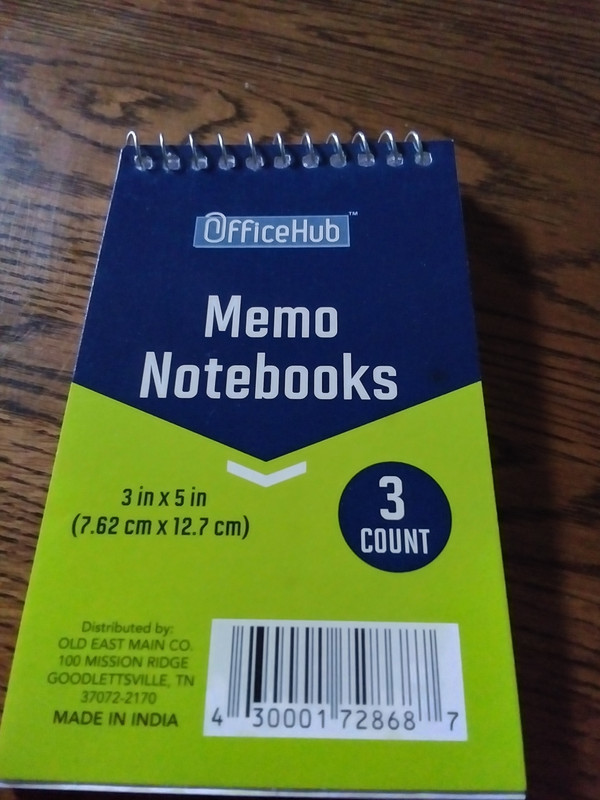 OfficeHub™
Memo
Notebooks
3 in x 5 in
(7.62 cm x 12.7 cm)
3
COUNT
Distributed by:
OLD EAST MAIN CO.
100 MISSION RIDGE
GOODLETTSVILLE, TN
37072-2170
MADE IN INDIA
4 30001 72868 7